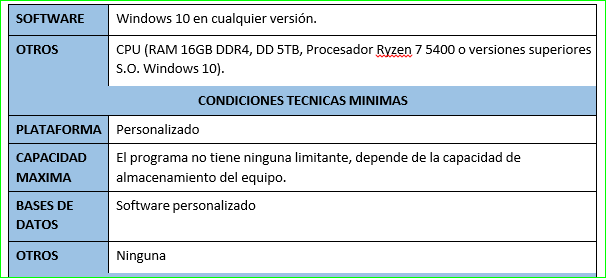 SOFTWARE Windows 10 en cualquier versión.
OTROS CPU (RAM 16GB DDR4, DD 5TB, Procesador Ryzen 7 5400 o versiones superiores
S.O. Windows 10).
CONDICIONES TECNICAS MINIMAS
PLATAFORMA Personalizado
CAPACIDAD El programa no tiene ninguna limitante, depende de la capacidad de
MAXIMA almacenamiento del equipo.
BASES DE Software personalizado
DATOS
OTROS Ninguna